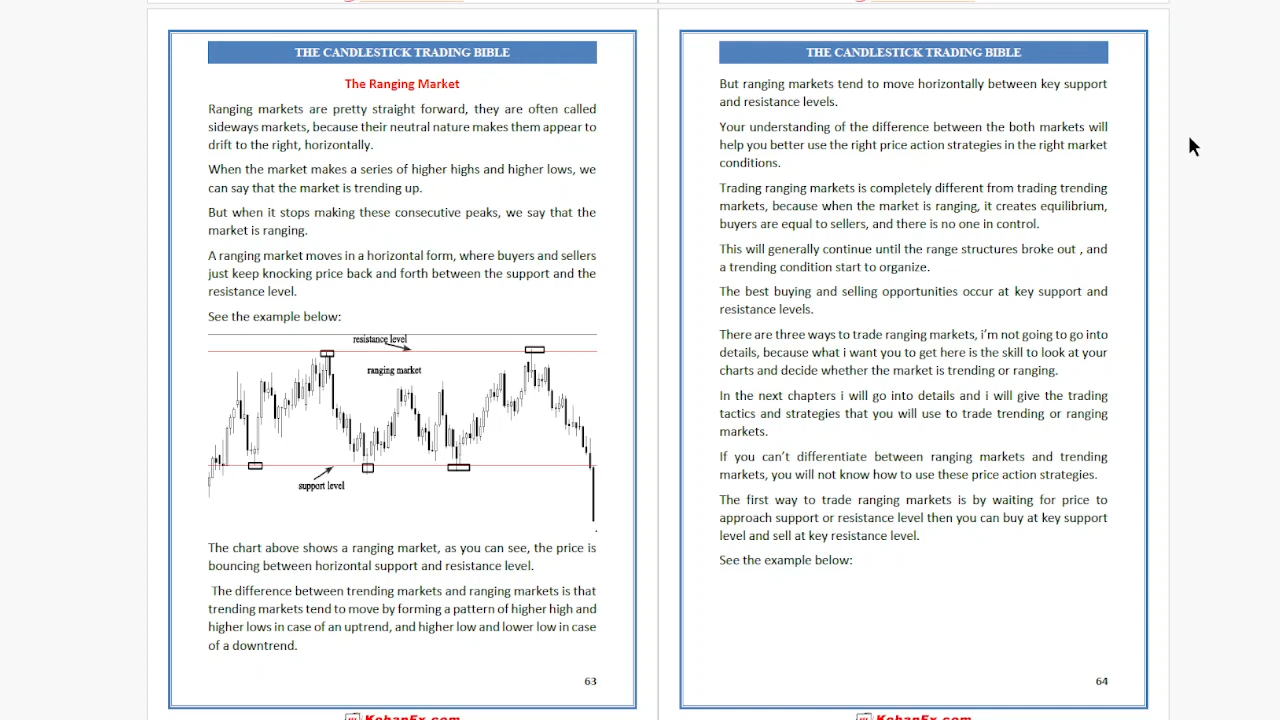 THE CANDLESTICK TRADING BIBLE
The Ranging Market
Ranging markets are pretty straight forward, they are often called
sideways markets, because their neutral nature makes them appear to
drift to the right, horizontally.
When the market makes a series of higher highs and higher lows, we
can say that the market is trending up.
But when it stops making these consecutive peaks, we say that the
market is ranging.
A ranging market moves in a horizontal form, where buyers and sellers
just keep knocking price back and forth between the support and the
resistance level.
See the example below:
resistance level
ranging market
support level
The chart above shows a ranging market, as you can see, the price is
bouncing between horizontal support and resistance level.
The difference between trending markets and ranging markets is that
trending markets tend to move by forming a pattern of higher high and
higher lows in case of an uptrend, and higher low and lower low in case
of a downtrend.
63
KohanFx.com
THE CANDLESTICK TRADING BIBLE
But ranging markets tend to move horizontally between key support
and resistance levels.
Your understanding of the difference between the both markets will
help you better use the right price action strategies in the right market
conditions.
Trading ranging markets is completely different from trading trending
markets, because when the market is ranging, it creates equilibrium,
buyers are equal to sellers, and there is no one in control.
This will generally continue until the range structures broke out , and
a trending condition start to organize.
The best buying and selling opportunities occur at key support and
resistance levels.
There are three ways to trade ranging markets, i’m not going to go into
details, because what i want you to get here is the skill to look at your
charts and decide whether the market is trending or ranging.
In the next chapters i will go into details and i will give the trading
tactics and strategies that you will use to trade trending or ranging
markets.
If you can’t differentiate between ranging markets and trending
markets, you will not know how to use these price action strategies.
The first way to trade ranging markets is by waiting for price to
approach support or resistance level then you can buy at key support
level and sell at key resistance level.
See the example below:
64
KohanFx.com